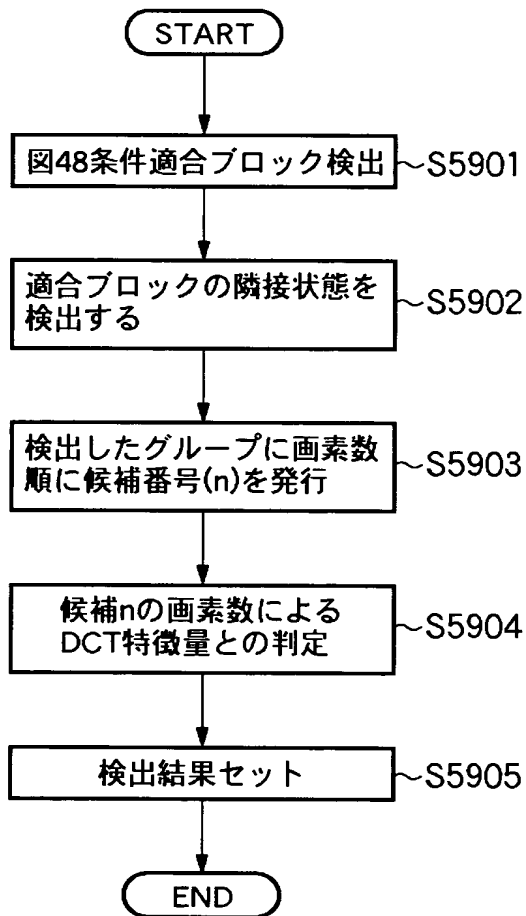 START
図48条件適合ブロック検出 ~S5901
適合ブロックの隣接状態を
検出する
~S5902
検出したグループに画素数
順に候補番号(n)を発行
~S5903
候補nの画素数による
DCT特徴量との判定
~S5904
検出結果セット ~S5905
END